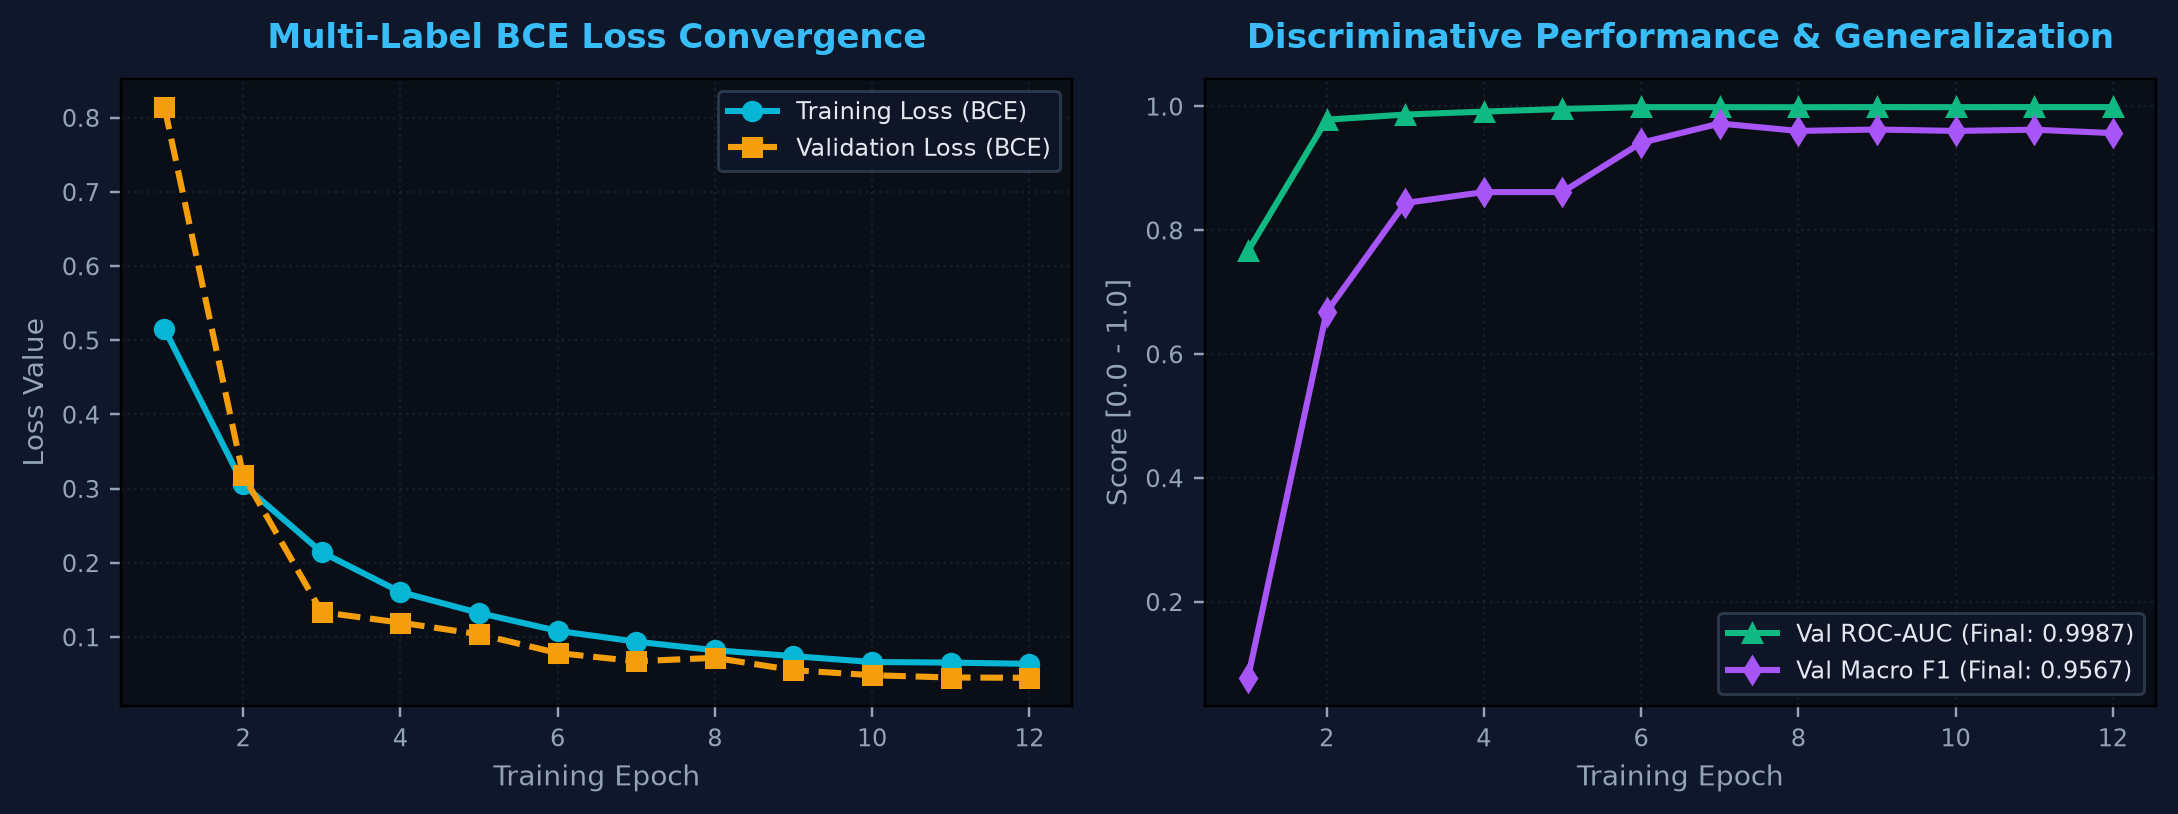 Multi-Label BCE Loss Convergence
Training Loss (BCE)
Validation Loss (BCE)
Loss Value
0.8
0.7
0.6
0.5
0.4
0.3
0.2
0.1
2 4 6 8 10 12
Training Epoch
Discriminative Performance & Generalization
Score [0.0 - 1.0]
1.0
0.8
0.6
0.4
0.2
Val ROC-AUC (Final: 0.9987)
Val Macro F1 (Final: 0.9567)
2 4 6 8 10 12
Training Epoch